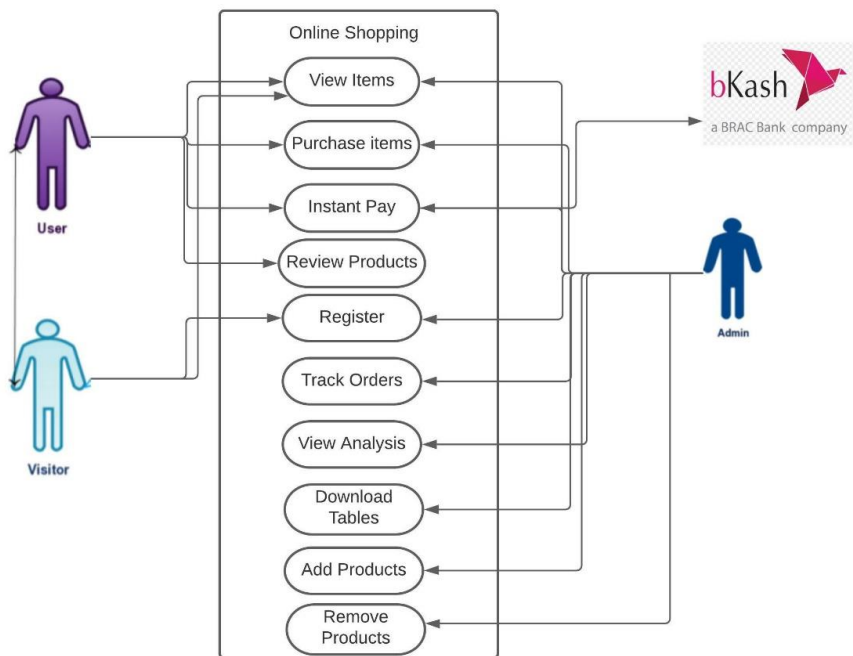 Online Shopping
View Items
bKash
a BRAC Bank company
Purchase items
Instant Pay
User
Review Products
Register
Admin
Track Orders
View Analysis
Visitor
Download
Tables
Add Products
Remove
Products